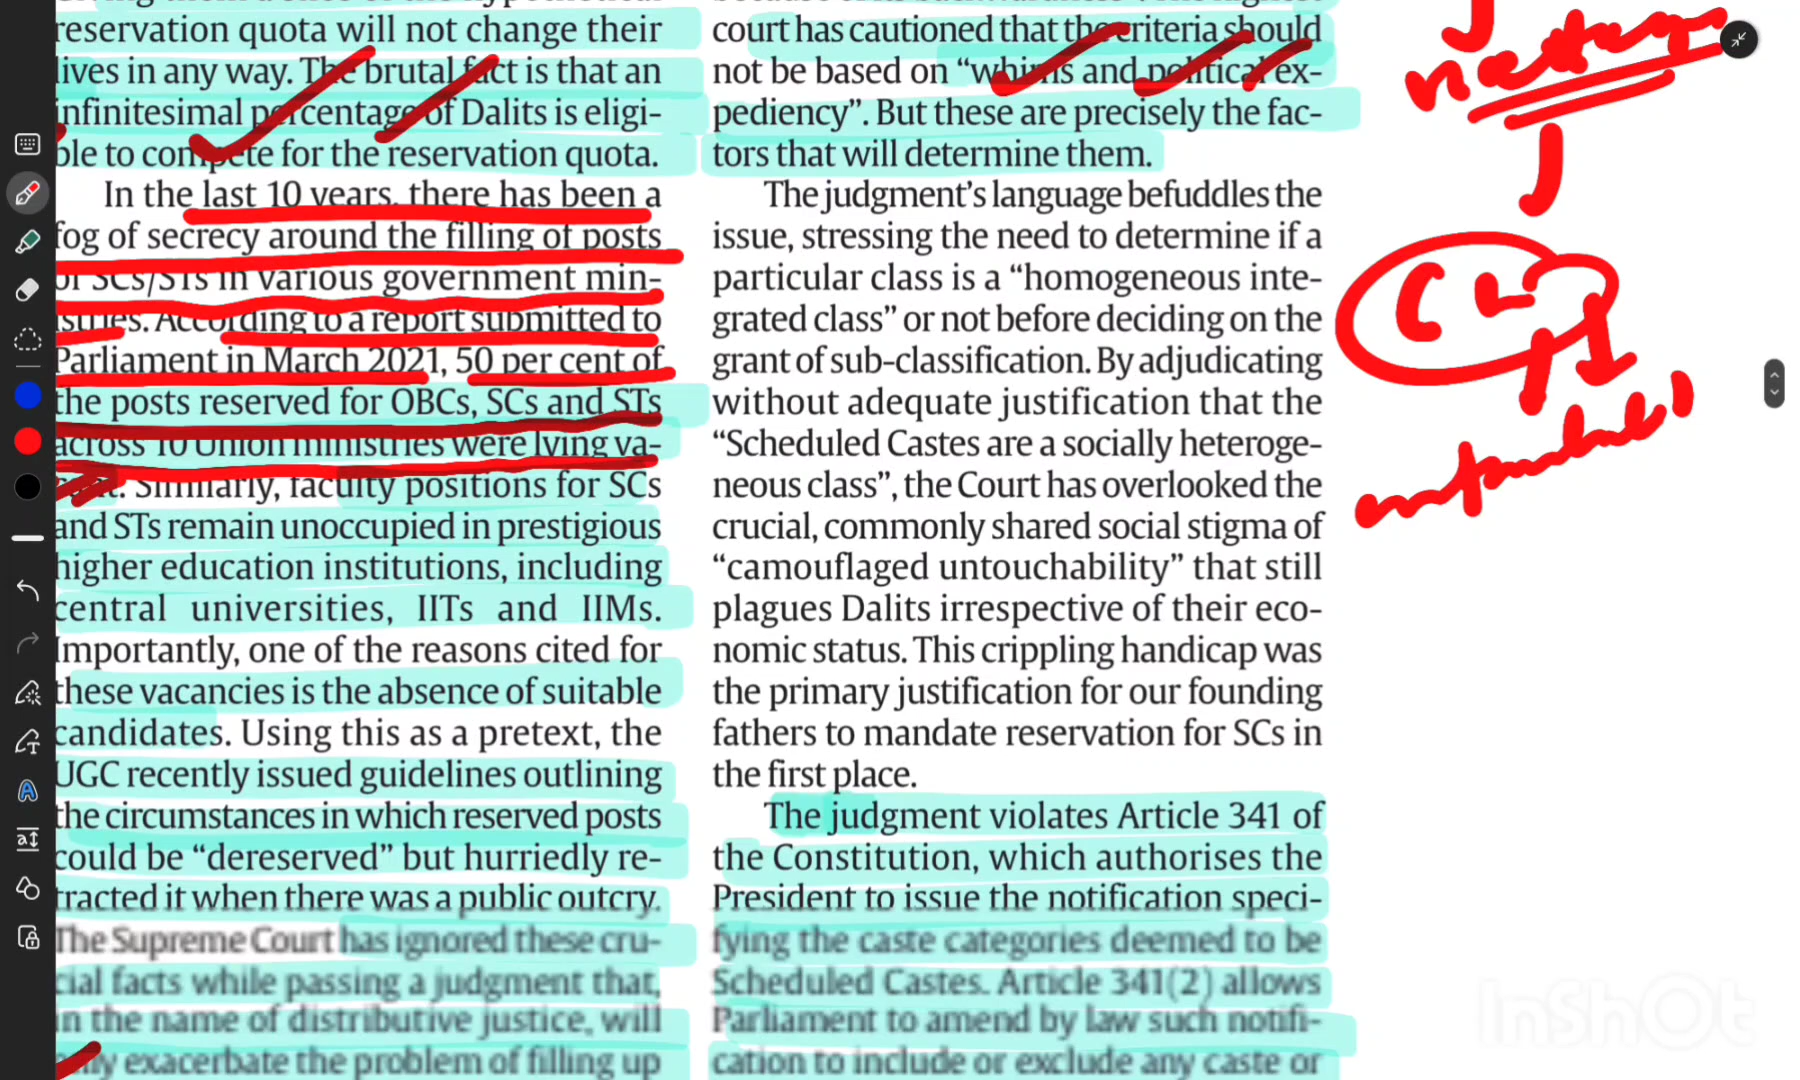 Giving them a slice of the hypothetical
reservation quota will not change their
lives in any way. The brutal fact is that an
infinitesimal percentage of Dalits is eligi-
ble to compete for the reservation quota.
In the last 10 years, there has been a
fog of secrecy around the filling of posts
of SCs/STs in various government min-
istries. According to a report submitted to
Parliament in March 2021, 50 per cent of
the posts reserved for OBCs, SCs and STs
across 10 Union ministries were lying va-
cant. Similarly, faculty positions for SCs
and STs remain unoccupied in prestigious
higher education institutions, including
central universities, IITs and IIMs.
Importantly, one of the reasons cited for
these vacancies is the absence of suitable
candidates. Using this as a pretext, the
UGC recently issued guidelines outlining
the circumstances in which reserved posts
could be “dereserved” but hurriedly re-
tracted it when there was a public outcry.
The Supreme Court has ignored these cru-
cial facts while passing a judgment that,
in the name of distributive justice, will
only exacerbate the problem of filling up
court has cautioned that the criteria should
not be based on “whims and political ex-
pediency”. But these are precisely the fac-
tors that will determine them.
The judgment’s language befuddles the
issue, stressing the need to determine if a
particular class is a “homogeneous inte-
grated class” or not before deciding on the
grant of sub-classification. By adjudicating
without adequate justification that the
“Scheduled Castes are a socially heteroge-
neous class”, the Court has overlooked the
crucial, commonly shared social stigma of
“camouflaged untouchability” that still
plagues Dalits irrespective of their eco-
nomic status. This crippling handicap was
the primary justification for our founding
fathers to mandate reservation for SCs in
the first place.
The judgment violates Article 341 of
the Constitution, which authorises the
President to issue the notification speci-
fying the caste categories deemed to be
Scheduled Castes. Article 341(2) allows
Parliament to amend by law such notifi-
cation to include or exclude any caste or
InShOt